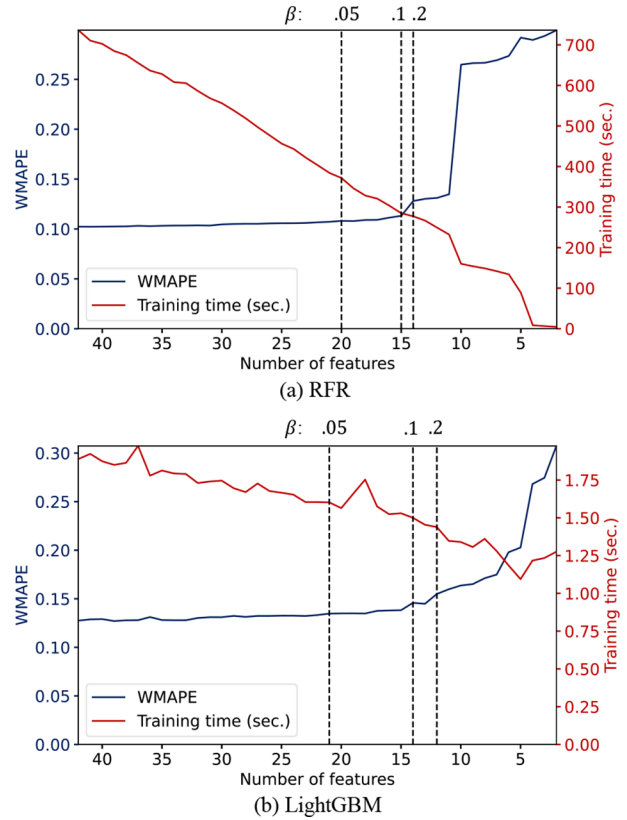 β: .05 .1 .2
0.25
0.20
0.15
0.10
0.05
0.00
WMAPE
700
600
500
400
300
200
100
0
Training time (sec.)
WMAPE
Training time (sec.)
40 35 30 25 20 15 10 5
Number of features
(a) RFR
β: .05 .1 .2
0.30
0.25
0.20
0.15
0.10
0.05
0.00
WMAPE
1.75
1.50
1.25
1.00
0.75
0.50
0.25
0.00
Training time (sec.)
WMAPE
Training time (sec.)
40 35 30 25 20 15 10 5
Number of features
(b) LightGBM